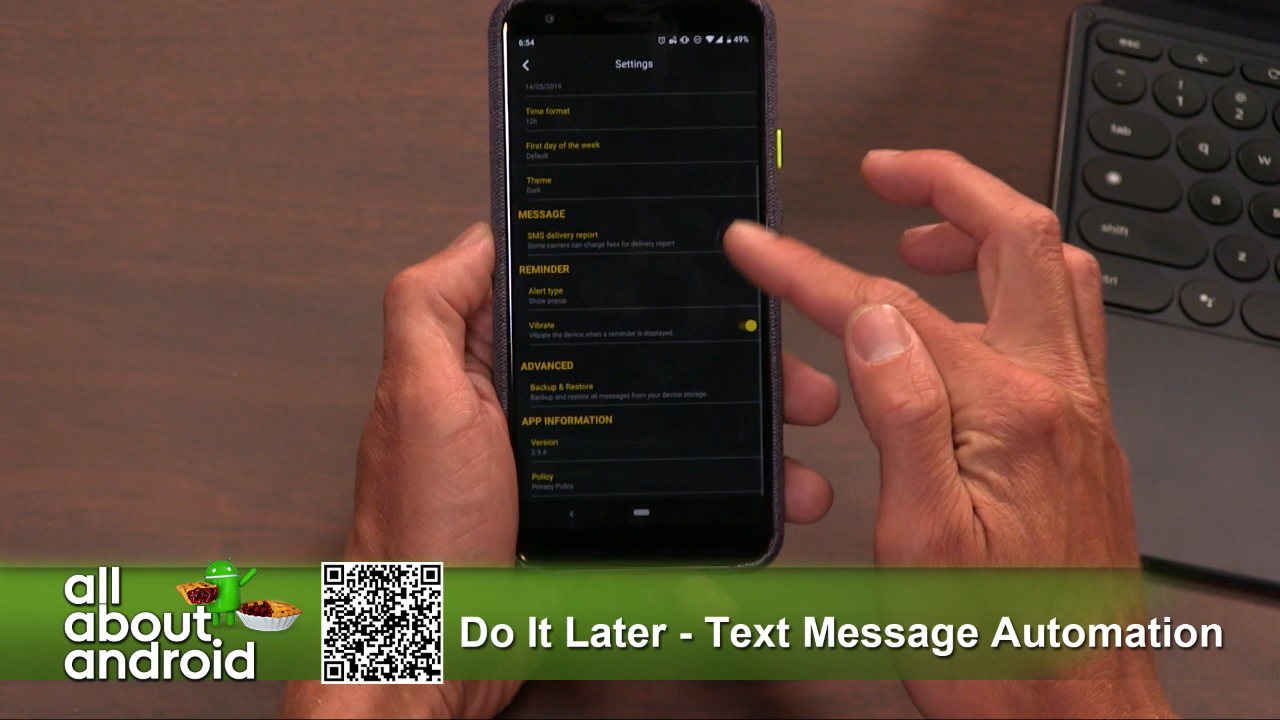 6:54
49%
Settings
14/05/2019
Time format
12h
First day of the week
Default
Theme
Dark
MESSAGE
SMS delivery report
Some carriers can charge fees for delivery report
REMINDER
Alert type
Show popup
Vibrate
Vibrate the device when a reminder is displayed.
ADVANCED
Backup & Restore
Backup and restore all messages from your device storage.
APP INFORMATION
Version
2.9.4
Policy
Privacy Policy
esc
! 1
@ 2
tab
q
w
a
shift
z
all about android
Do It Later - Text Message Automation